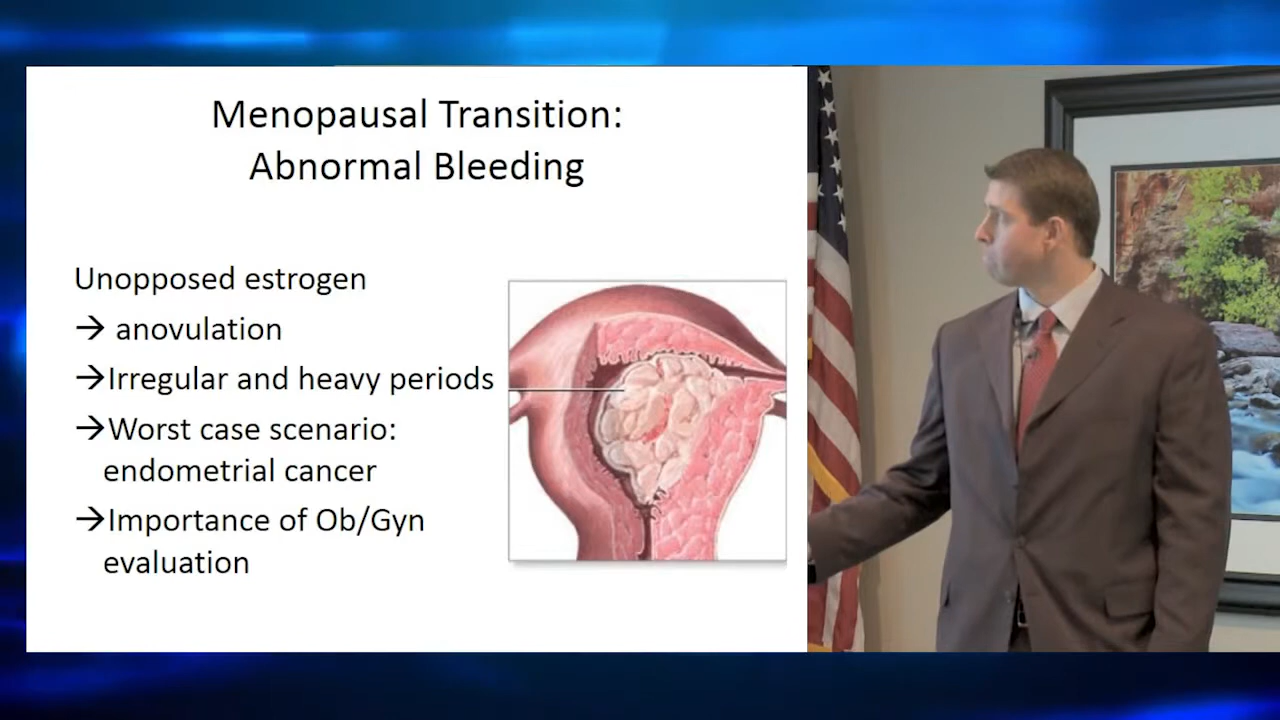 Menopausal Transition:
Abnormal Bleeding
Unopposed estrogen
→ anovulation
→Irregular and heavy periods
→Worst case scenario:
endometrial cancer
→Importance of Ob/Gyn
evaluation